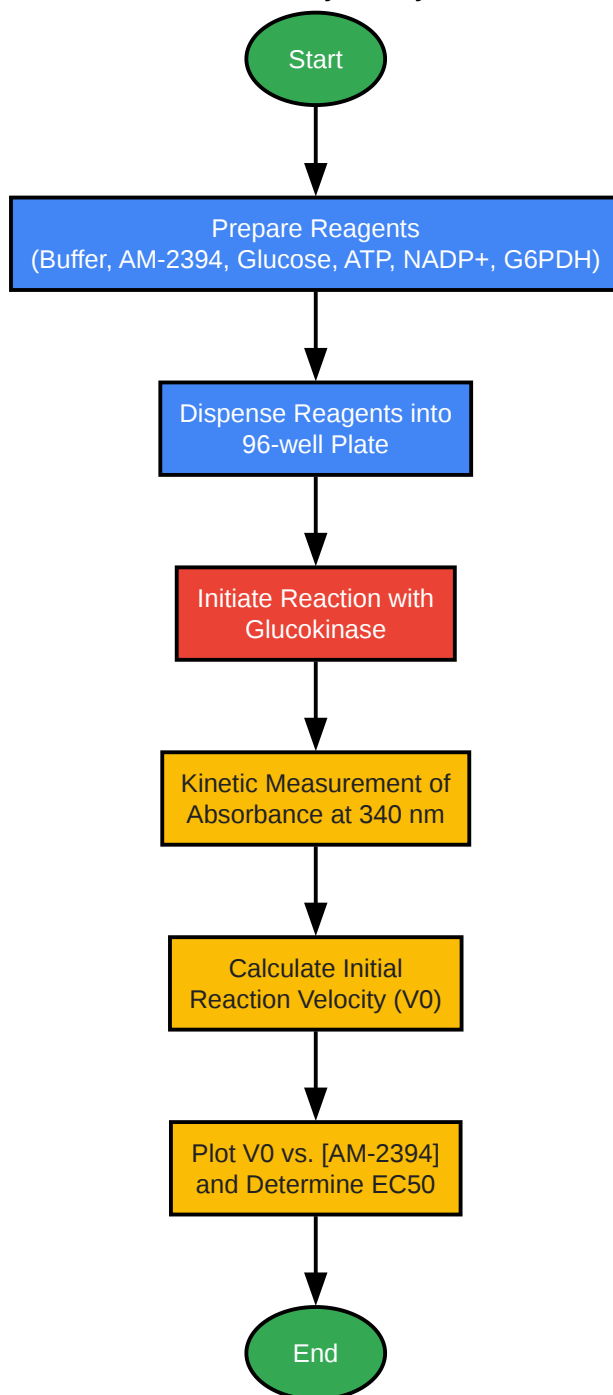 Start
Prepare Reagents
(Buffer, AM-2394, Glucose, ATP, NADP+, G6PDH)
Dispense Reagents into
96-well Plate
Initiate Reaction with
Glucokinase
Kinetic Measurement of
Absorbance at 340 nm
Calculate Initial
Reaction Velocity (V0)
Plot V0 vs. [AM-2394]
and Determine EC50
End